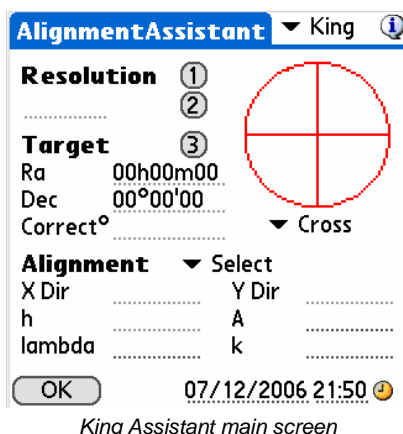 AlignmentAssistant King
Resolution 1
2
Target 3
Ra 00h00m00
Dec 00°00'00
Correct°
Cross
Alignment Select
X Dir Y Dir
h A
lambda k
OK 07/12/2006 21:50
King Assistant main screen